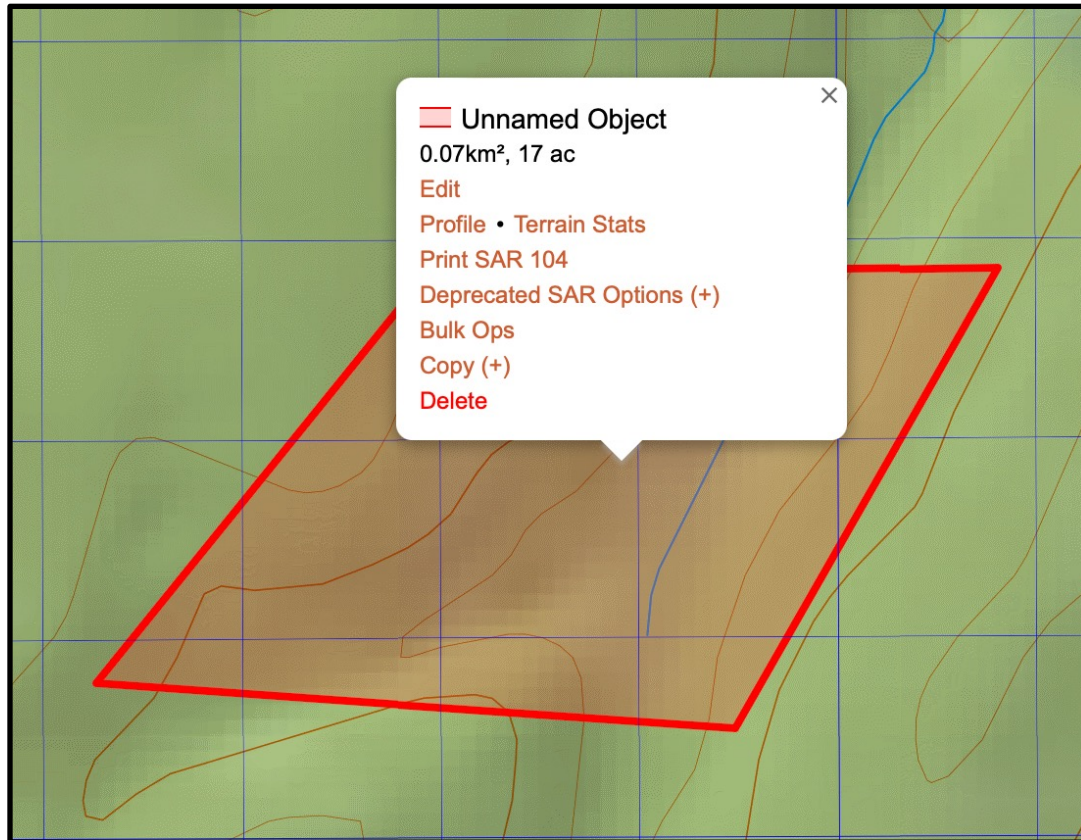 Unnamed Object
0.07km², 17 ac
Edit
Profile • Terrain Stats
Print SAR 104
Deprecated SAR Options (+)
Bulk Ops
Copy (+)
Delete